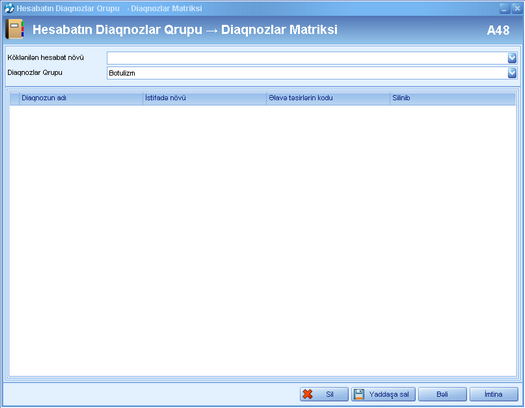 Hesabatın Diaqnozlar Qrupu → Diaqnozlar Matriksi
Hesabatın Diaqnozlar Qrupu → Diaqnozlar Matriksi A48
Köklənilən hesabat növü
Diaqnozlar Qrupu Botulizm
Diaqnozun adı İstifadə növü Əlavə təsirlərin kodu Silinib
Sil Yaddaşa sal Bəli İmtina